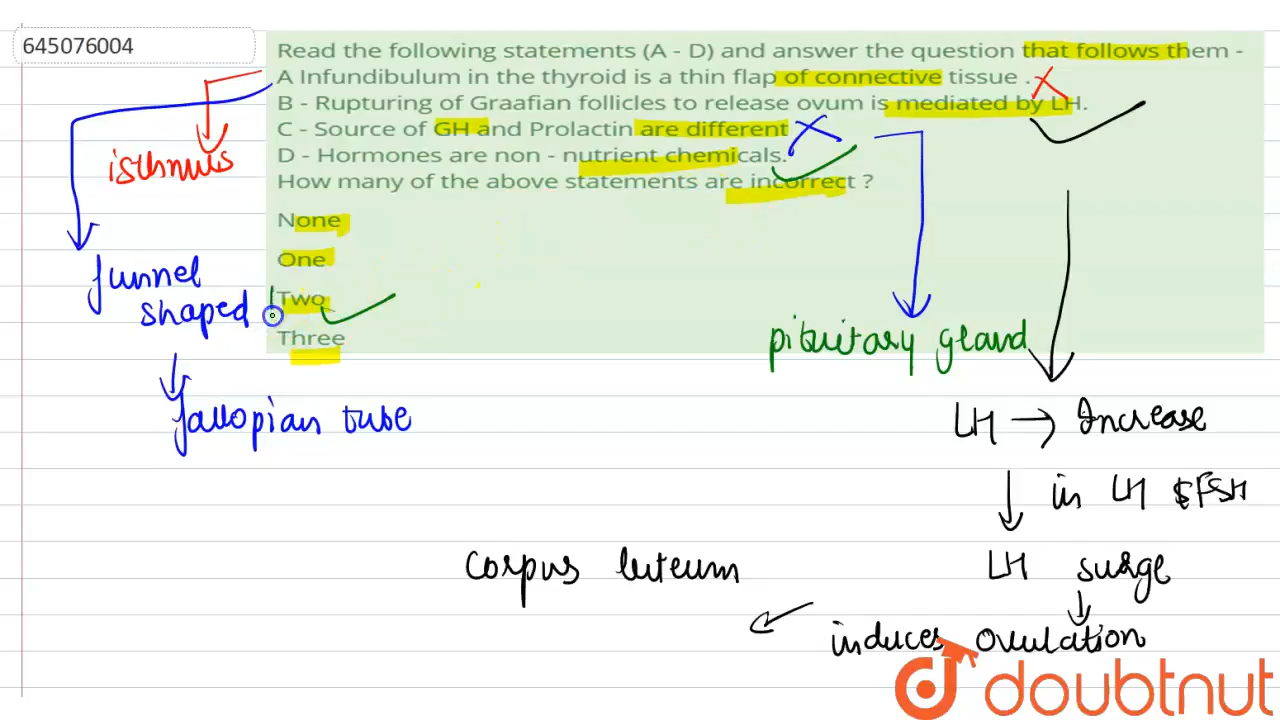 645076004
Read the following statements (A - D) and answer the question that follows them -
A Infundibulum in the thyroid is a thin flap of connective tissue .
B - Rupturing of Graafian follicles to release ovum is mediated by LH.
C - Source of GH and Prolactin are different
D - Hormones are non - nutrient chemicals.
How many of the above statements are incorrect ?
None
One
Two
Three
isthmus
funnel
shaped
fallopian tube
pituitary gland
LH → Increase
in LH & FSH
LH surge
induces ovulation
corpus luteum
doubtnut